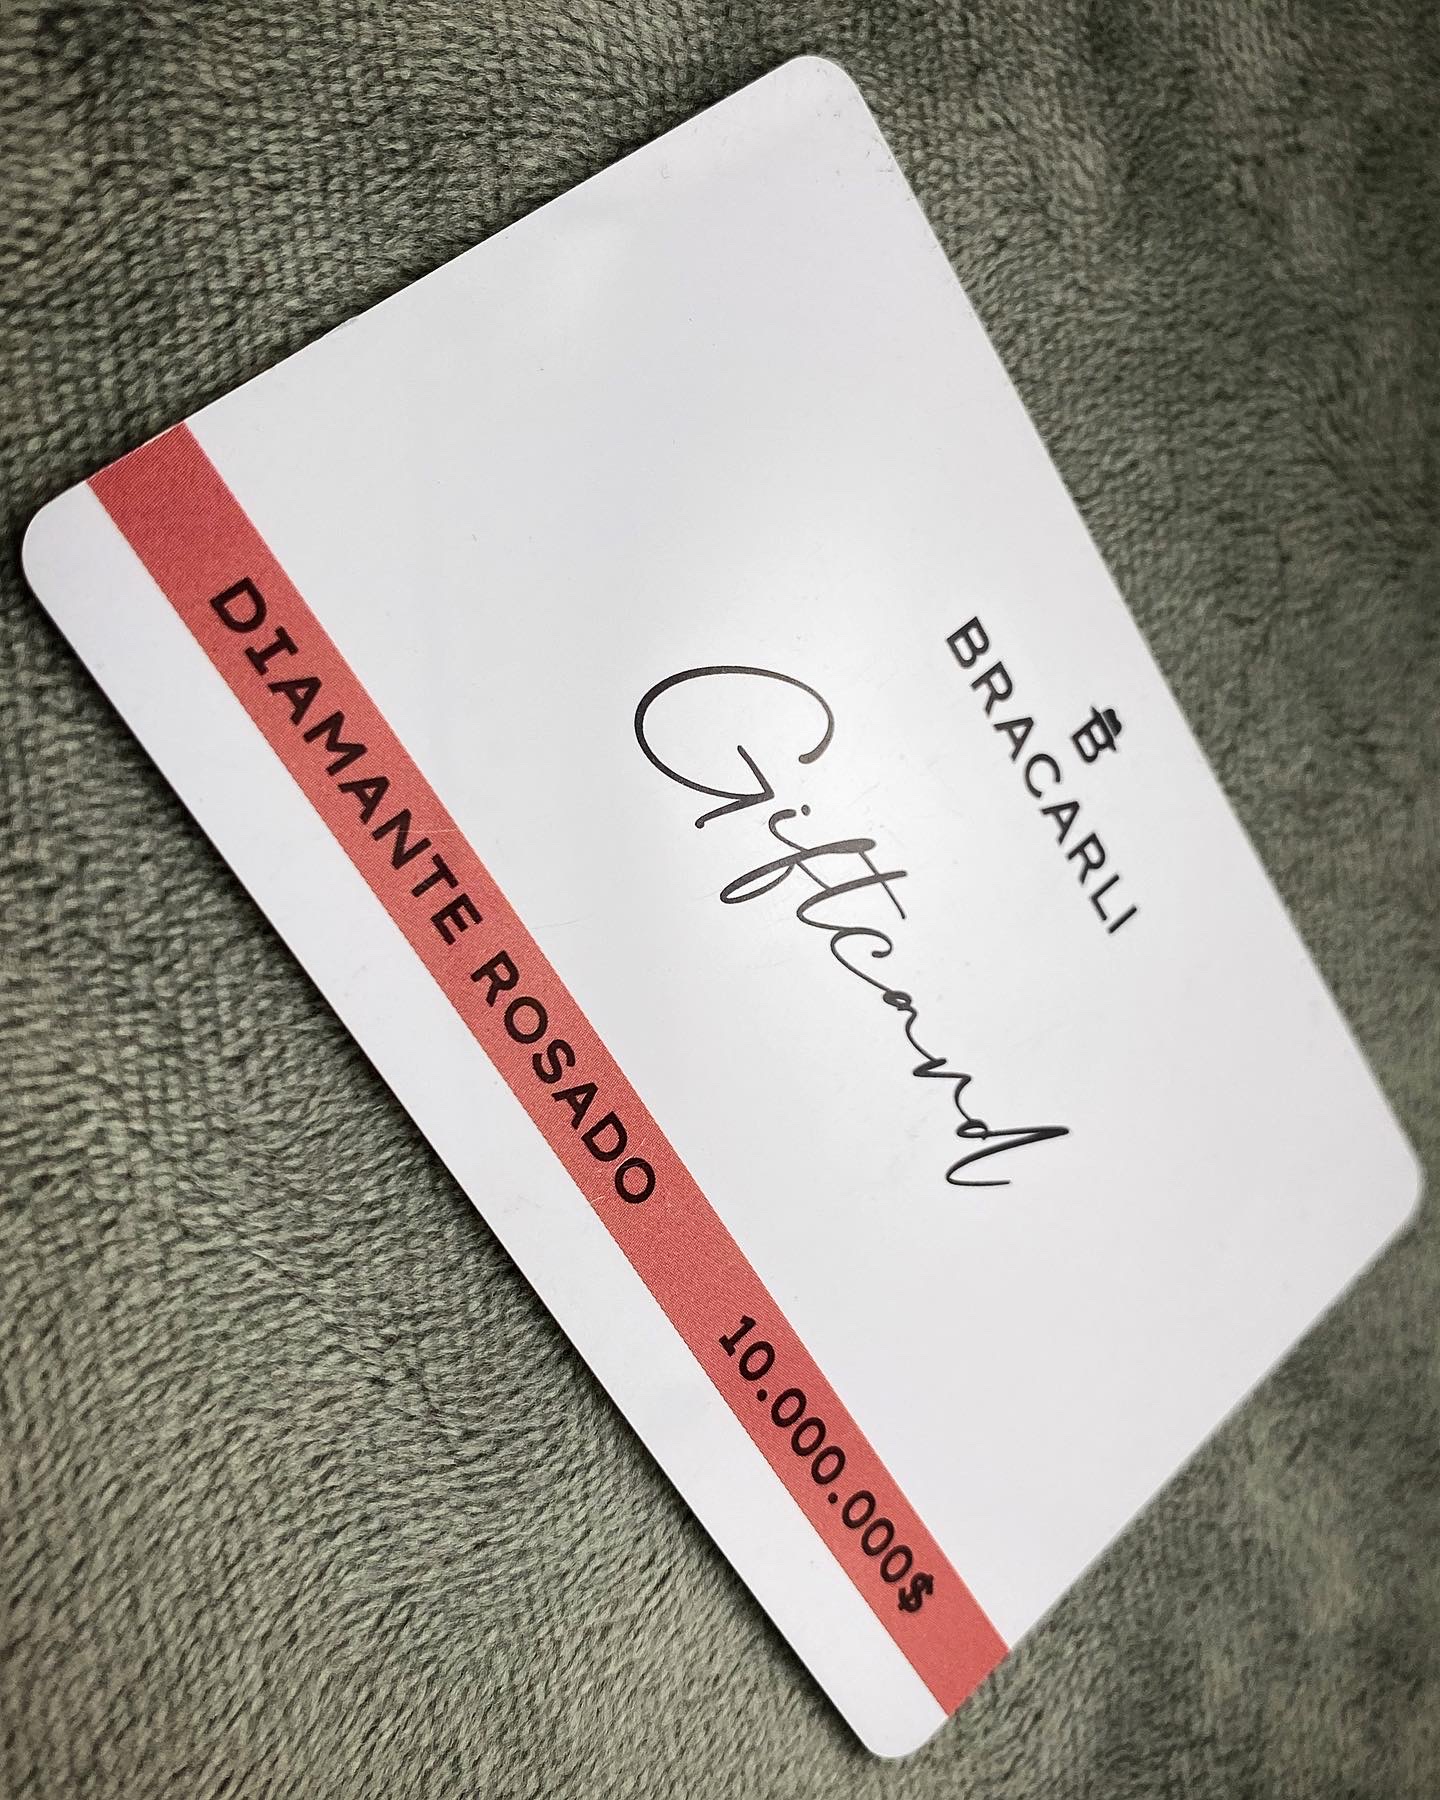 B
BRACARLI
Giftcard
DIAMANTE ROSADO 10.000.000$